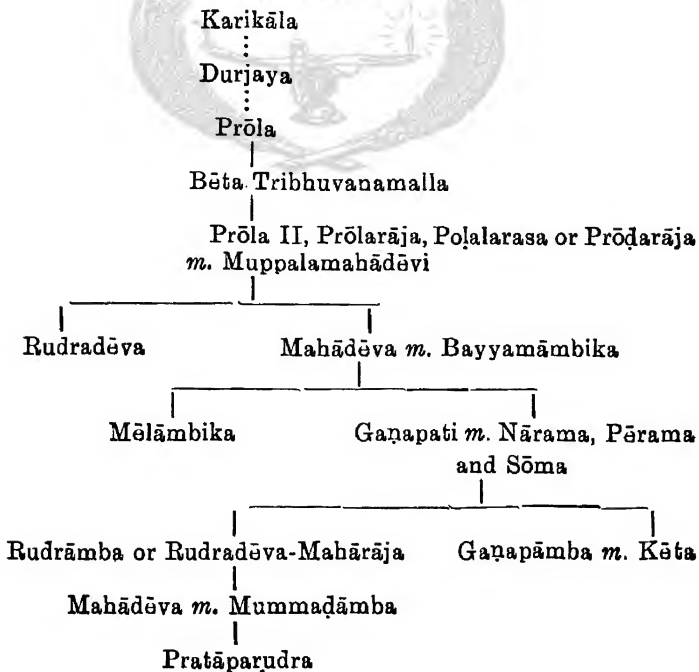 Karikāla
Durjaya
Prōla
Bēta Tribhuvanamalla
Prōla II, Prōlarāja, Poḷalarasa or Prōḍarāja
m. Muppalamahādēvi
Rudradēva Mahādēva m. Bayyamāmbika
Mēlāmbika Gaṇapati m. Nārama, Pērama
and Sōma
Rudrāmba or Rudradēva-Mahārāja Gaṇapāmba m. Kēta
Mahādēva m. Mummaḍāmba
Pratāparudra